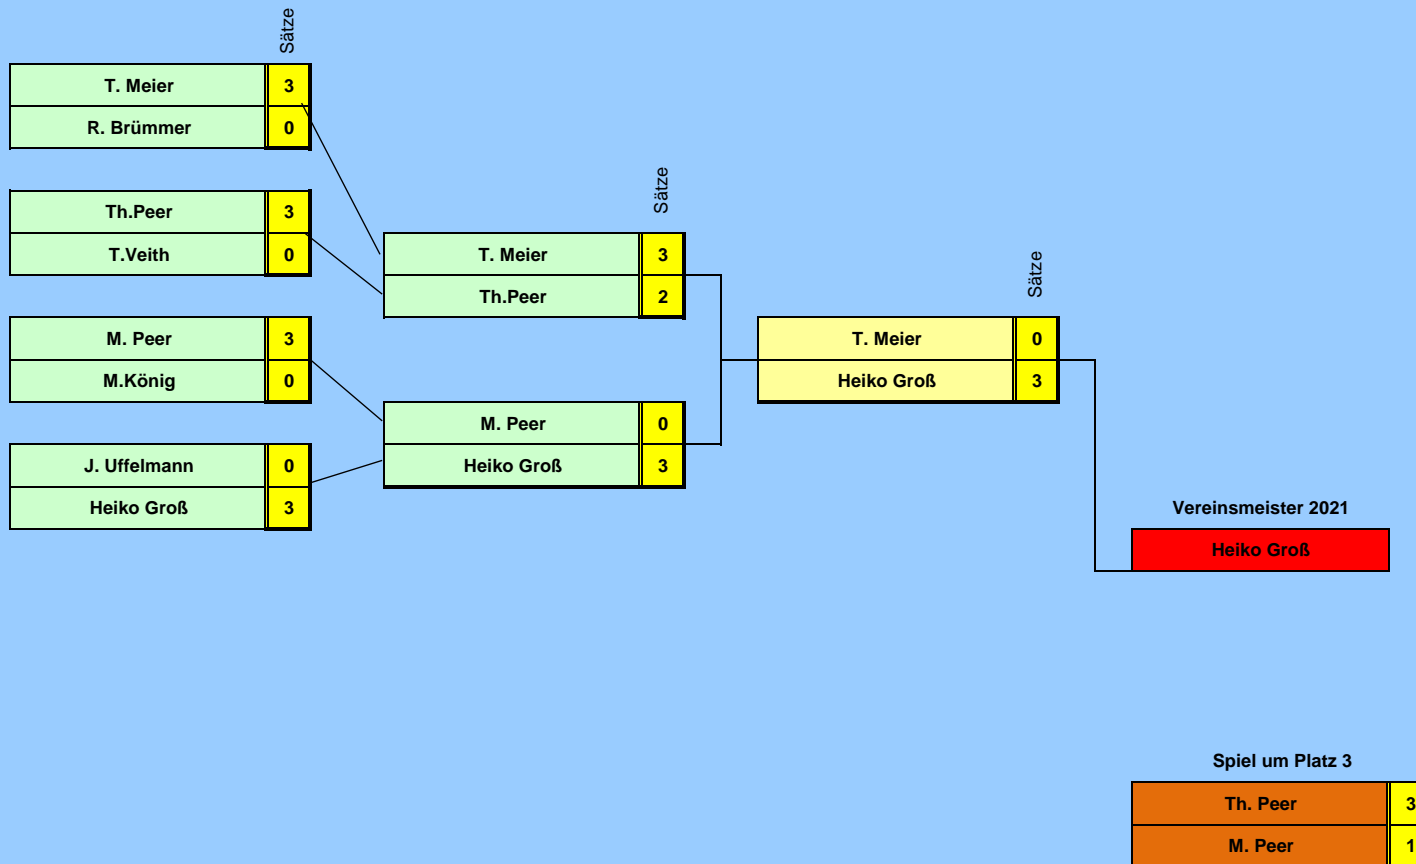 Sätze
T. Meier 3
R. Brümmer 0
Th.Peer 3
T.Veith 0
M. Peer 3
M.König 0
J. Uffelmann 0
Heiko Groß 3
Sätze
T. Meier 3
Th.Peer 2
M. Peer 0
Heiko Groß 3
Sätze
T. Meier 0
Heiko Groß 3
Vereinsmeister 2021
Heiko Groß
Spiel um Platz 3
Th. Peer 3
M. Peer 1